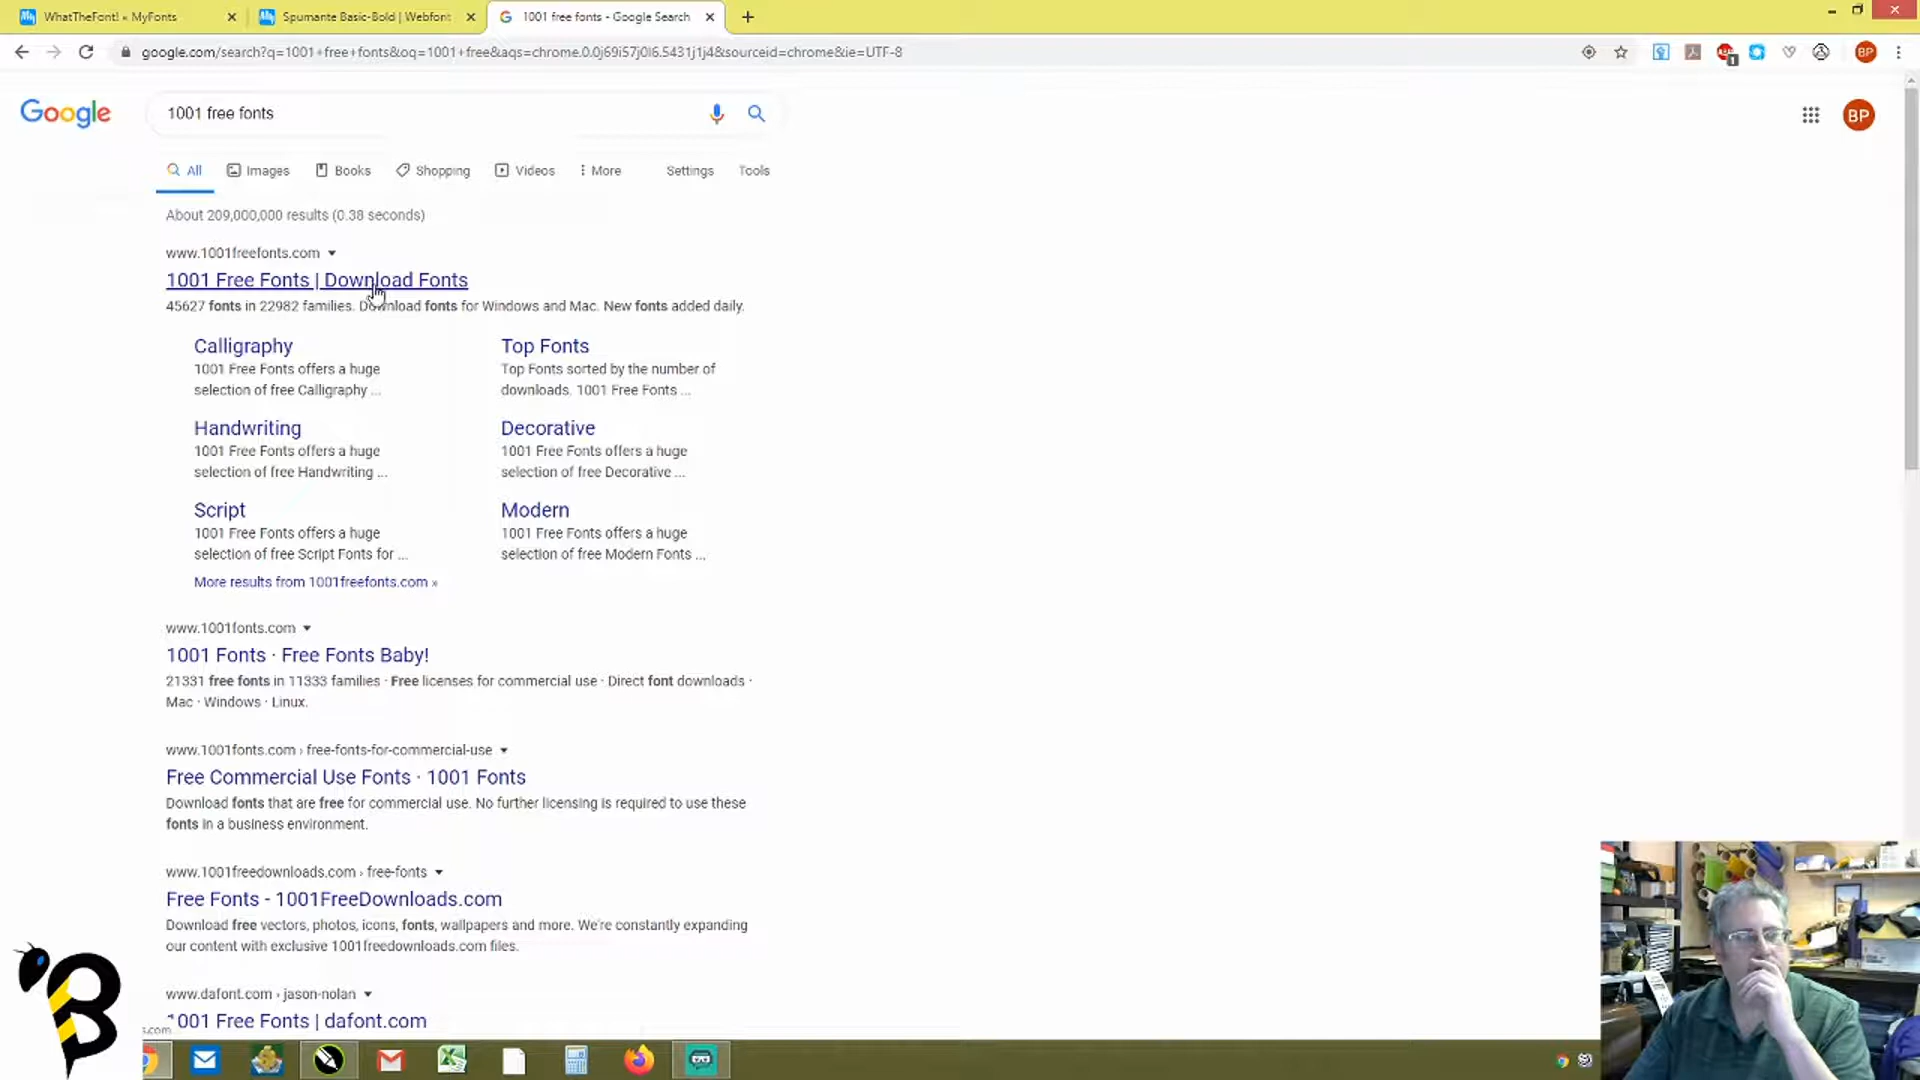 WhatTheFont! « MyFonts
Spumante Basic-Bold | Webfont
1001 free fonts - Google Search
google.com/search?q=1001+free+fonts&oq=1001+free&aqs=chrome.0.0j69i57j0l6.5431j1j4&sourceid=chrome&ie=UTF-8
1
BP
Google
1001 free fonts
BP
All
Images
Books
Shopping
Videos
More
Settings
Tools
About 209,000,000 results (0.38 seconds)
www.1001freefonts.com
1001 Free Fonts | Download Fonts
45627 fonts in 22982 families. Download fonts for Windows and Mac. New fonts added daily.
Calligraphy
1001 Free Fonts offers a huge
selection of free Calligraphy ...
Top Fonts
Top Fonts sorted by the number of
downloads. 1001 Free Fonts ...
Handwriting
1001 Free Fonts offers a huge
selection of free Handwriting ...
Decorative
1001 Free Fonts offers a huge
selection of free Decorative ...
Script
1001 Free Fonts offers a huge
selection of free Script Fonts for ...
Modern
1001 Free Fonts offers a huge
selection of free Modern Fonts ...
More results from 1001freefonts.com »
www.1001fonts.com
1001 Fonts · Free Fonts Baby!
21331 free fonts in 11333 families · Free licenses for commercial use · Direct font downloads ·
Mac · Windows · Linux.
www.1001fonts.com › free-fonts-for-commercial-use
Free Commercial Use Fonts · 1001 Fonts
Download fonts that are free for commercial use. No further licensing is required to use these
fonts in a business environment.
www.1001freedownloads.com › free-fonts
Free Fonts - 1001FreeDownloads.com
Download free vectors, photos, icons, fonts, wallpapers and more. We're constantly expanding
our content with exclusive 1001freedownloads.com files.
www.dafont.com › jason-nolan
1001 Free Fonts | dafont.com
s.com
B